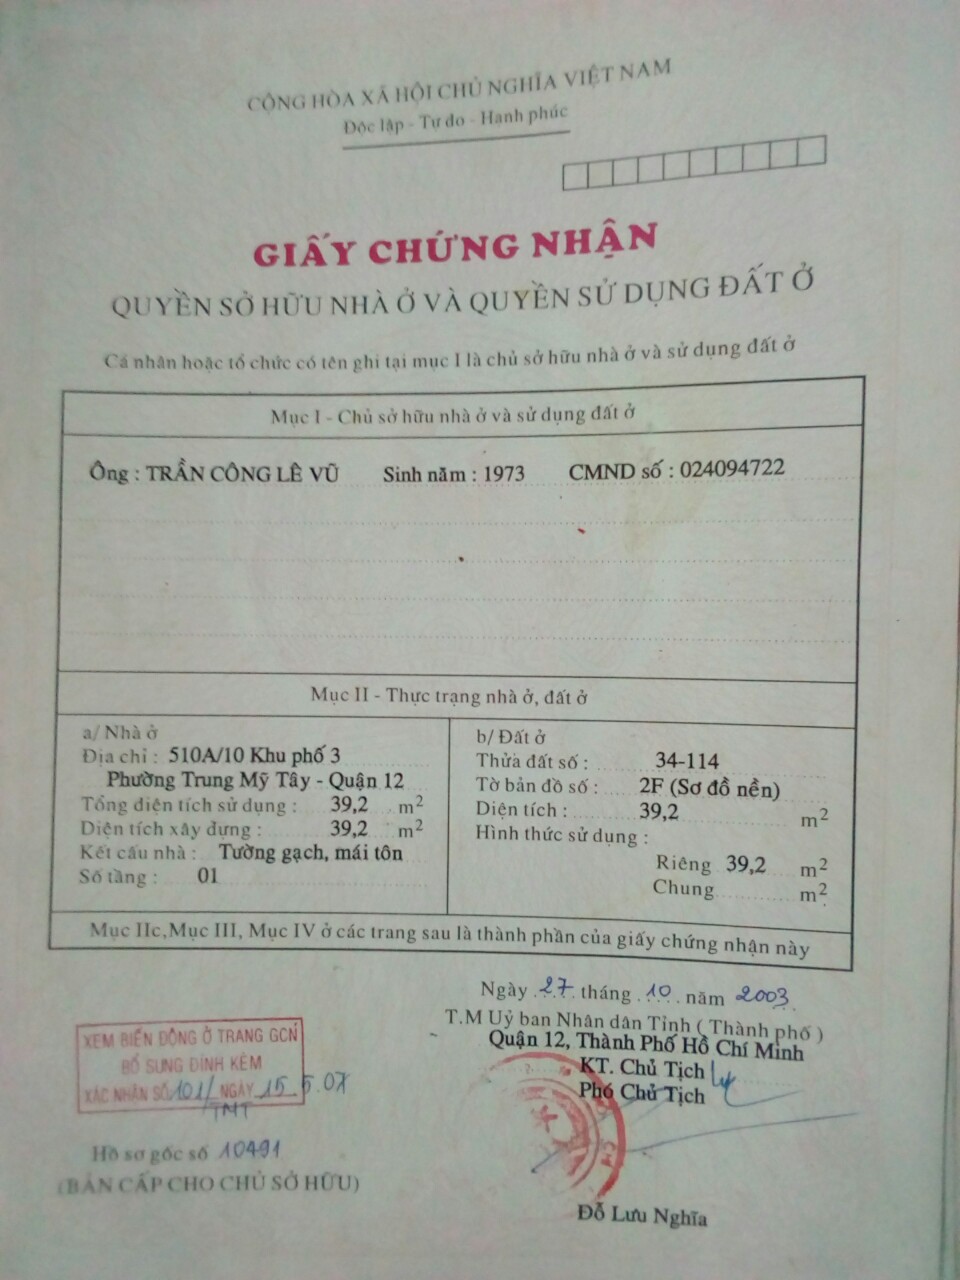 CỘNG HÒA XÃ HỘI CHỦ NGHĨA VIỆT NAM
Độc lập - Tự do - Hạnh phúc
GIẤY CHỨNG NHẬN
QUYỀN SỞ HỮU NHÀ Ở VÀ QUYỀN SỬ DỤNG ĐẤT Ở
Cá nhân hoặc tổ chức có tên ghi tại mục I là chủ sở hữu nhà ở và sử dụng đất ở
Mục I - Chủ sở hữu nhà ở và sử dụng đất ở
Ông : TRẦN CÔNG LÊ VŨ Sinh năm : 1973 CMND số : 024094722
Mục II - Thực trạng nhà ở, đất ở
a/ Nhà ở
Địa chỉ : 510A/10 Khu phố 3
Phường Trung Mỹ Tây - Quận 12
Tổng diện tích sử dụng : 39,2 m2
Diện tích xây dựng : 39,2 m2
Kết cấu nhà : Tường gạch, mái tôn
Số tầng : 01
b/ Đất ở
Thửa đất số : 34-114
Tờ bản đồ số : 2F (Sơ đồ nền)
Diện tích : 39,2 m2
Hình thức sử dụng :
Riêng 39,2 m2
Chung m2
Mục IIc, Mục III, Mục IV ở các trang sau là thành phần của giấy chứng nhận này
Ngày 27 tháng 10 năm 2003
T.M Uỷ ban Nhân dân Tỉnh ( Thành phố )
Quận 12, Thành Phố Hồ Chí Minh
KT. Chủ Tịch
Phó Chủ Tịch
XEM BIẾN ĐỘNG Ở TRANG GCN
BỔ SUNG ĐÍNH KÈM
XÁC NHẬN SỐ 101/ NGÀY 15.5.07
TMT
Hồ sơ gốc số 10491
(BẢN CẤP CHO CHỦ SỞ HỮU)
Đỗ Lưu Nghĩa